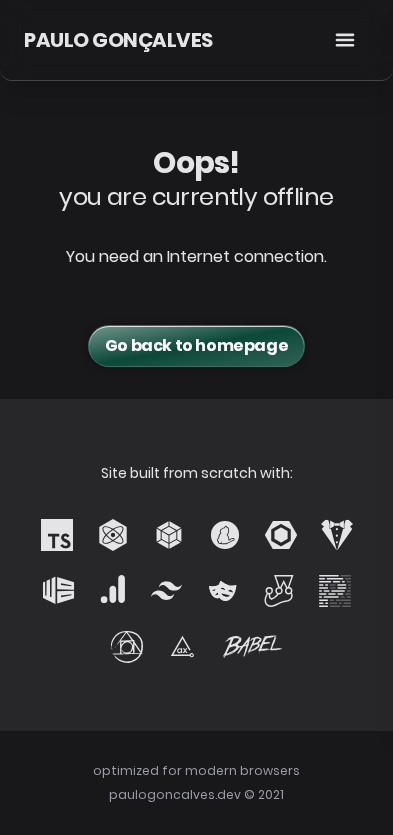 PAULO GONÇALVES
Oops!
you are currently offline
You need an Internet connection.
Go back to homepage
Site built from scratch with:
TS
ax
BABEL
optimized for modern browsers
paulogoncalves.dev © 2021